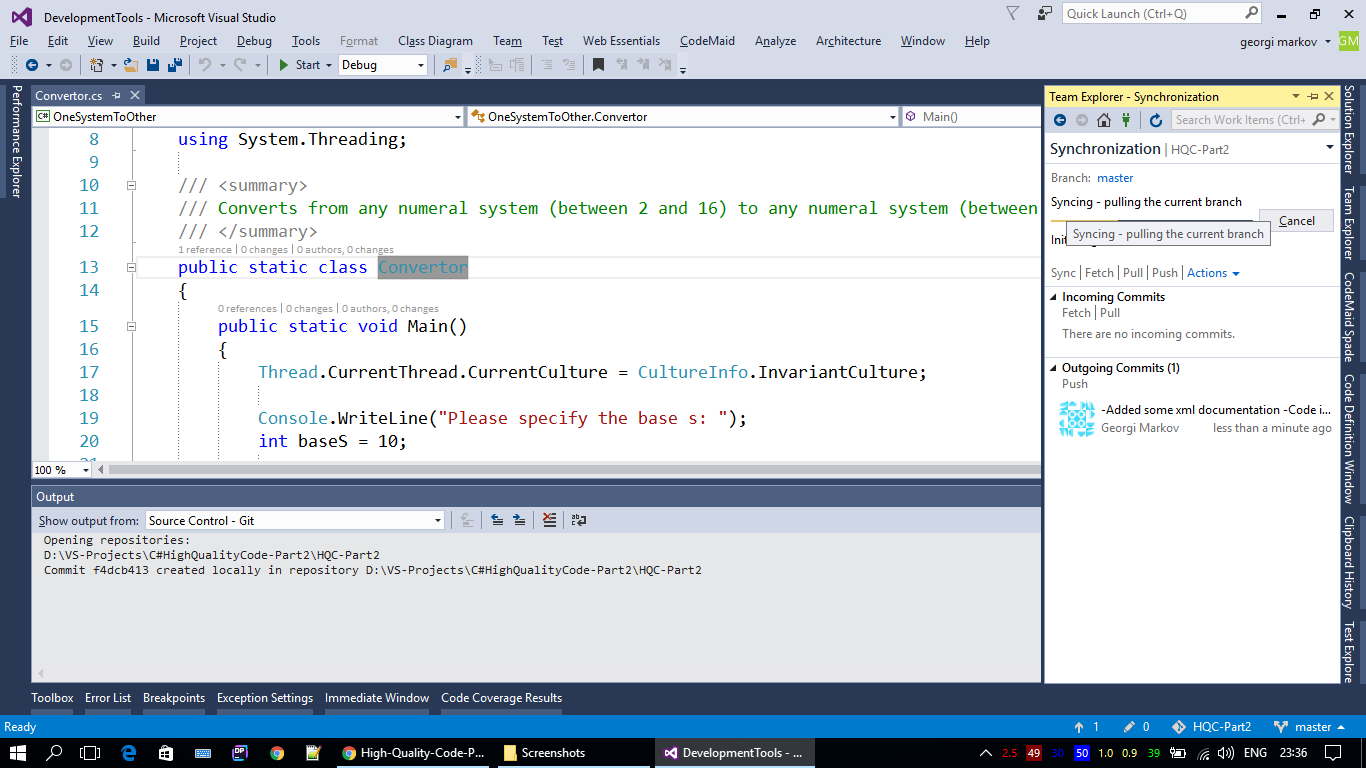 DevelopmentTools - Microsoft Visual Studio
Quick Launch (Ctrl+Q)
File Edit View Build Project Debug Tools Format Class Diagram Team Test Web Essentials CodeMaid Analyze Architecture Window Help
georgi markov GM
Start Debug
Performance Explorer
Convertor.cs
OneSystemToOther OneSystemToOther.Convertor Main()
8 using System.Threading;
9
10 /// <summary>
11 /// Converts from any numeral system (between 2 and 16) to any numeral system (between
12 /// </summary>
1 reference | 0 changes | 0 authors, 0 changes
13 public static class Convertor
14 {
0 references | 0 changes | 0 authors, 0 changes
15 public static void Main()
16 {
17 Thread.CurrentThread.CurrentCulture = CultureInfo.InvariantCulture;
18
19 Console.WriteLine("Please specify the base s: ");
20 int baseS = 10;
100 %
Output
Show output from: Source Control - Git
Opening repositories:
D:\VS-Projects\C#HighQualityCode-Part2\HQC-Part2
Commit f4dcb413 created locally in repository D:\VS-Projects\C#HighQualityCode-Part2\HQC-Part2
Team Explorer - Synchronization
Search Work Items (Ctrl+
Synchronization | HQC-Part2
Branch: master
Syncing - pulling the current branch
Cancel
Syncing - pulling the current branch
Sync | Fetch | Pull | Push | Actions
Incoming Commits
Fetch | Pull
There are no incoming commits.
Outgoing Commits (1)
Push
-Added some xml documentation -Code i...
Georgi Markov less than a minute ago
Solution Explorer
Team Explorer
CodeMaid Spade
Code Definition Window
Clipboard History
Test Explore
Toolbox Error List Breakpoints Exception Settings Immediate Window Code Coverage Results
Ready 1 0 HQC-Part2 master
DP High-Quality-Code-P... Screenshots DevelopmentTools - ... 2.5 49 30 50 1.0 0.9 39 ENG 23:36